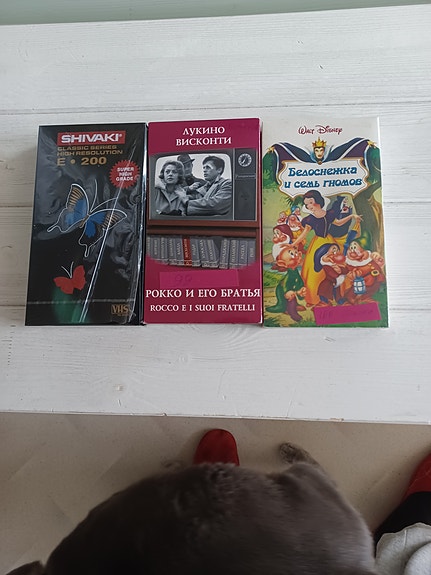 SHIVAKI
CLASSIC SERIES
HIGH RESOLUTION
E • 200
SUPER
HIGH
GRADE
VHS
ЛУКИНО
ВИСКОНТИ
РОККО И ЕГО БРАТЬЯ
ROCCO E I SUOI FRATELLI
WALT DISNEY
Белоснежка
и семь гномов